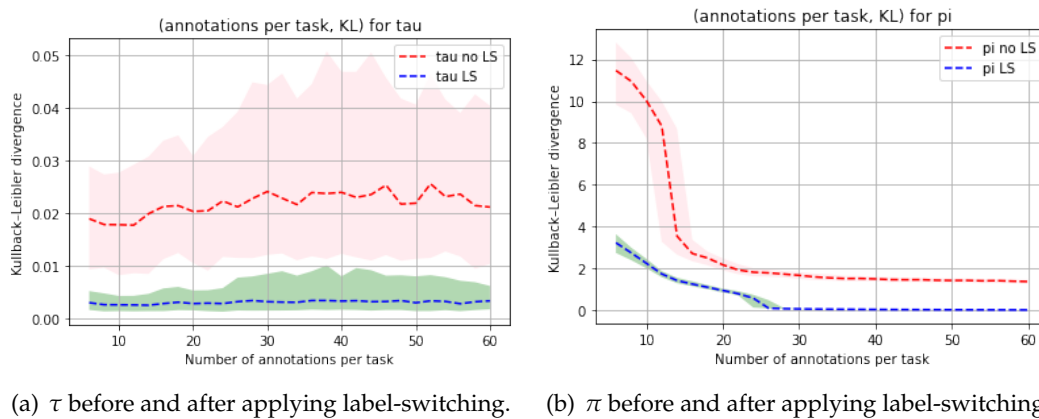 (annotations per task, KL) for tau
0.05
0.04
0.03
0.02
0.01
0.00
Kullback–Leibler divergence
tau no LS
tau LS
10 20 30 40 50 60
Number of annotations per task
(a) τ before and after applying label-switching.
(annotations per task, KL) for pi
12
10
8
6
4
2
0
Kullback–Leibler divergence
pi no LS
pi LS
10 20 30 40 50 60
Number of annotations per task
(b) π before and after applying label-switching